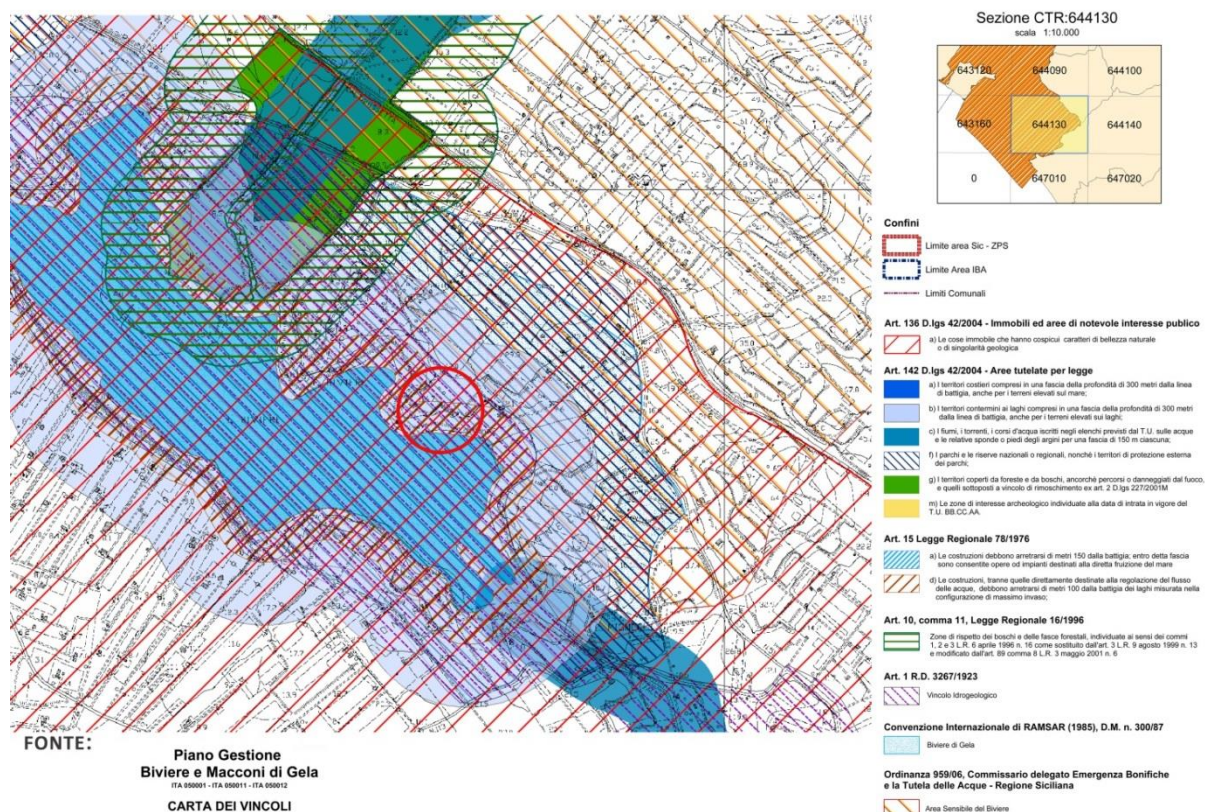 Sezione CTR:644130
scala 1:10.000
643120
644090
644100
643160
644130
644140
0
647010
647020
Confini
Limite area Sic - ZPS
Limite Area IBA
Limiti Comunali
Art. 136 D.lgs 42/2004 - Immobili ed aree di notevole interesse publico
a) Le cose immobile che hanno cospicui caratteri di bellezza naturale
o di singolarità geologica
Art. 142 D.lgs 42/2004 - Aree tutelate per legge
a) I territori costieri compresi in una fascia della profondità di 300 metri dalla linea
di battigia, anche per i terreni elevati sul mare;
b) I territori contermini ai laghi compresi in una fascia della profondità di 300 metri
dalla linea di battigia, anche per i terreni elevati sui laghi;
c) I fiumi, i torrenti, i corsi d'acqua iscritti negli elenchi previsti dal T.U. sulle acque
e le relative sponde o piedi degli argini per una fascia di 150 m ciascuna;
f) I parchi e le riserve nazionali o regionali, nonchè i territori di protezione esterna
dei parchi;
g) I territori coperti da foreste e da boschi, ancorchè percorsi o danneggiati dal fuoco,
e quelli sottoposti a vincolo di rimoschimento ex art. 2 D.lgs 227/2001M
m) Le zone di interesse archeologico individuate alla data di intrata in vigore del
T.U. BB.CC.AA.
Art. 15 Legge Regionale 78/1976
a) Le costruzioni debbono arretrarsi di metri 150 dalla battigia; entro detta fascia
sono consentite opere od impianti destinati alla diretta fruizione del mare
d) Le costruzioni, tranne quelle direttamente destinate alla regolazione del flusso
delle acque, debbono arretrarsi di metri 100 dalla battigia dei laghi misurata nella
configurazione di massimo invaso;
Art. 10, comma 11, Legge Regionale 16/1996
Zone di rispetto dei boschi e delle fasce forestali, individuate ai sensi dei commi
1, 2 e 3 L.R. 6 aprile 1996 n. 16 come sostituito dall'art. 3 L.R. 9 agosto 1999 n. 13
e modificato dall'art. 89 comma 8 L.R. 3 maggio 2001 n. 6
Art. 1 R.D. 3267/1923
Vincolo Idrogeologico
Convenzione Internazionale di RAMSAR (1985), D.M. n. 300/87
Biviere di Gela
Ordinanza 959/06, Commissario delegato Emergenza Bonifiche
e la Tutela delle Acque - Regione Siciliana
Area Sensibile del Biviere
FONTE:
Piano Gestione
Biviere e Macconi di Gela
ITA 050001 - ITA 050011 - ITA 050012
CARTA DEI VINCOLI